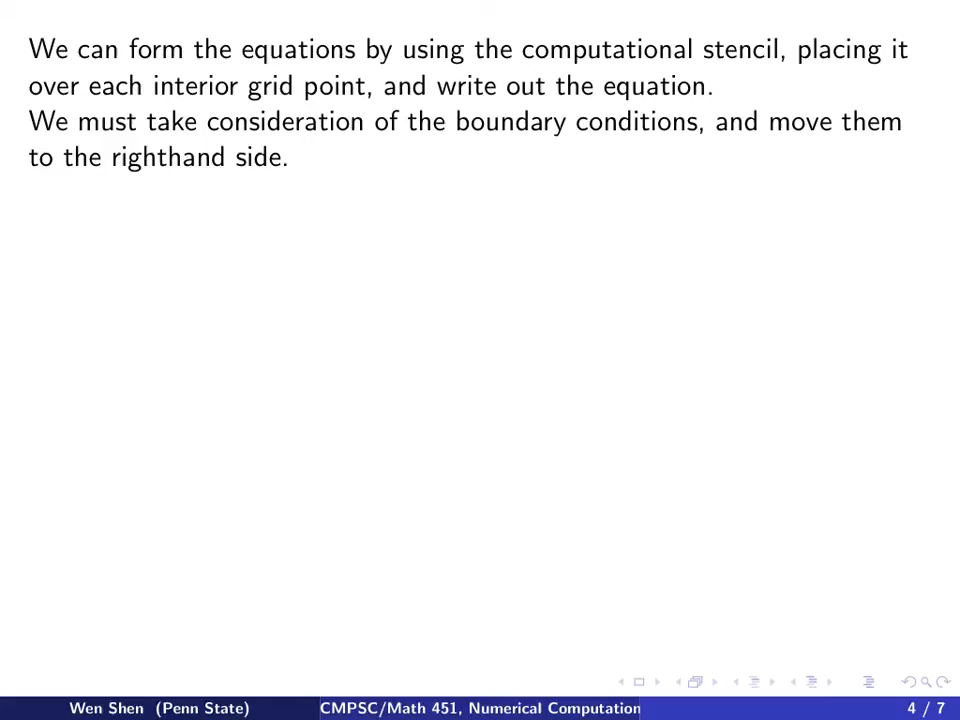 We can form the equations by using the computational stencil, placing it
over each interior grid point, and write out the equation.
We must take consideration of the boundary conditions, and move them
to the righthand side.
Wen Shen (Penn State) CMPSC/Math 451, Numerical Computation 4 / 7